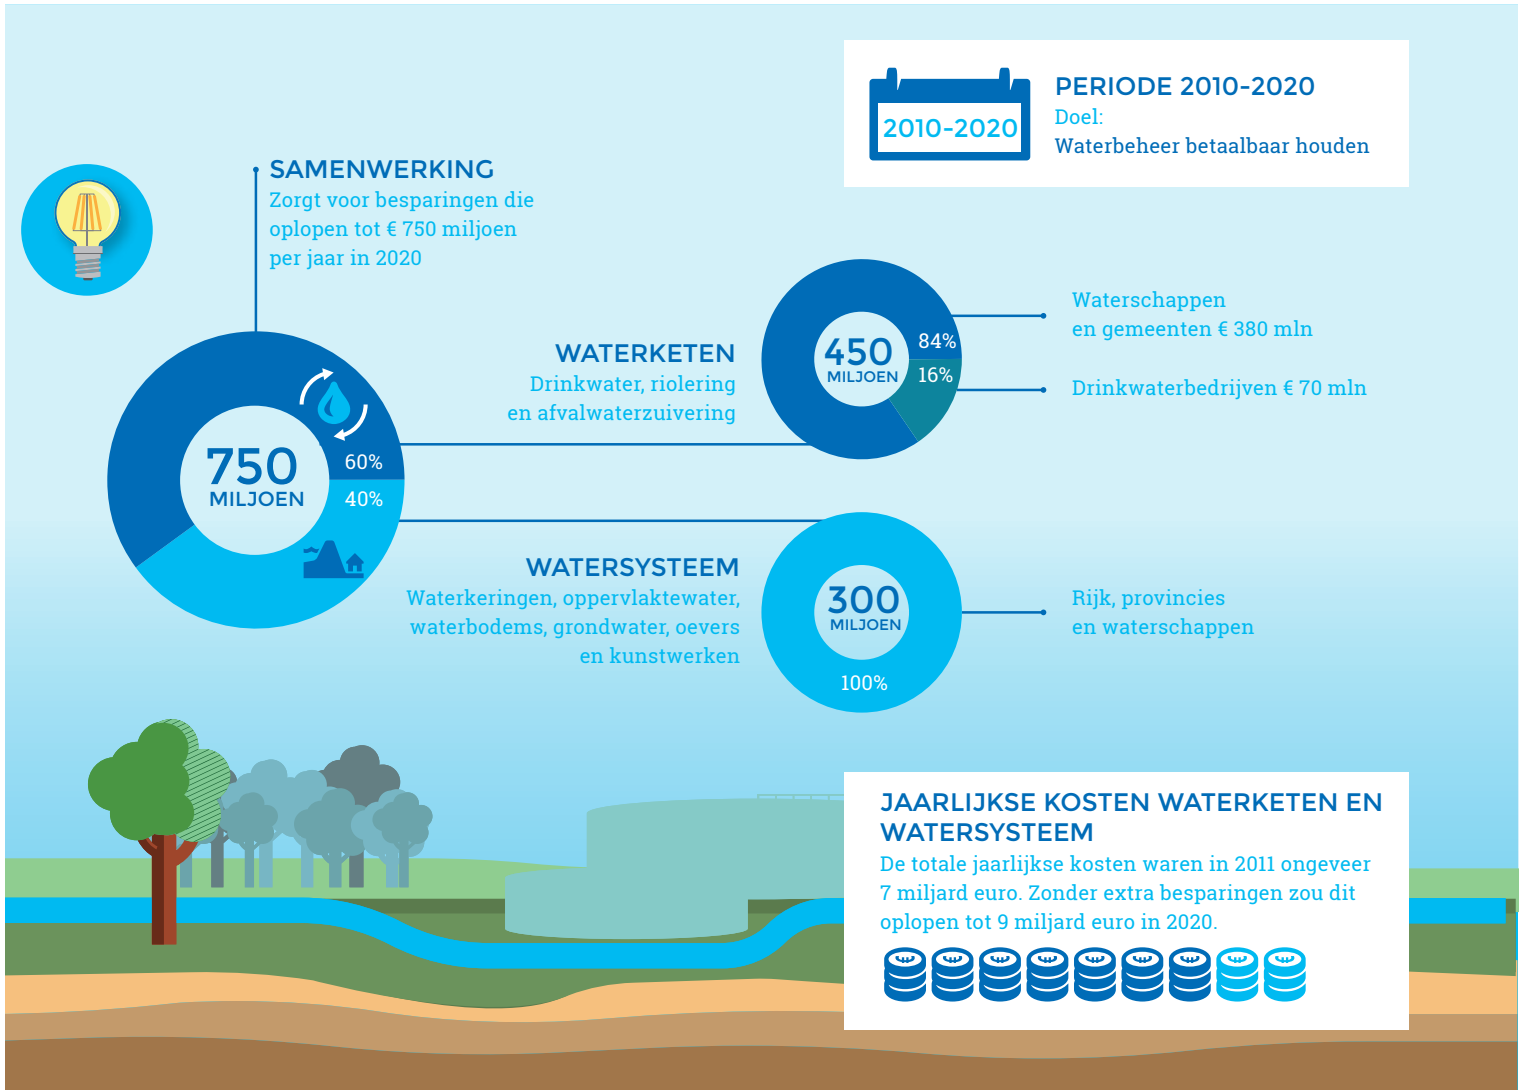 2010-2020
PERIODE 2010-2020
Doel:
Waterbeheer betaalbaar houden
SAMENWERKING
Zorgt voor besparingen die
oplopen tot € 750 miljoen
per jaar in 2020
750
MILJOEN
60%
40%
WATERKETEN
Drinkwater, riolering
en afvalwaterzuivering
450
MILJOEN
84%
16%
Waterschappen
en gemeenten € 380 mln
Drinkwaterbedrijven € 70 mln
WATERSYSTEEM
Waterkeringen, oppervlaktewater,
waterbodems, grondwater, oevers
en kunstwerken
300
MILJOEN
100%
Rijk, provincies
en waterschappen
JAARLIJKSE KOSTEN WATERKETEN EN
WATERSYSTEEM
De totale jaarlijkse kosten waren in 2011 ongeveer
7 miljard euro. Zonder extra besparingen zou dit
oplopen tot 9 miljard euro in 2020.